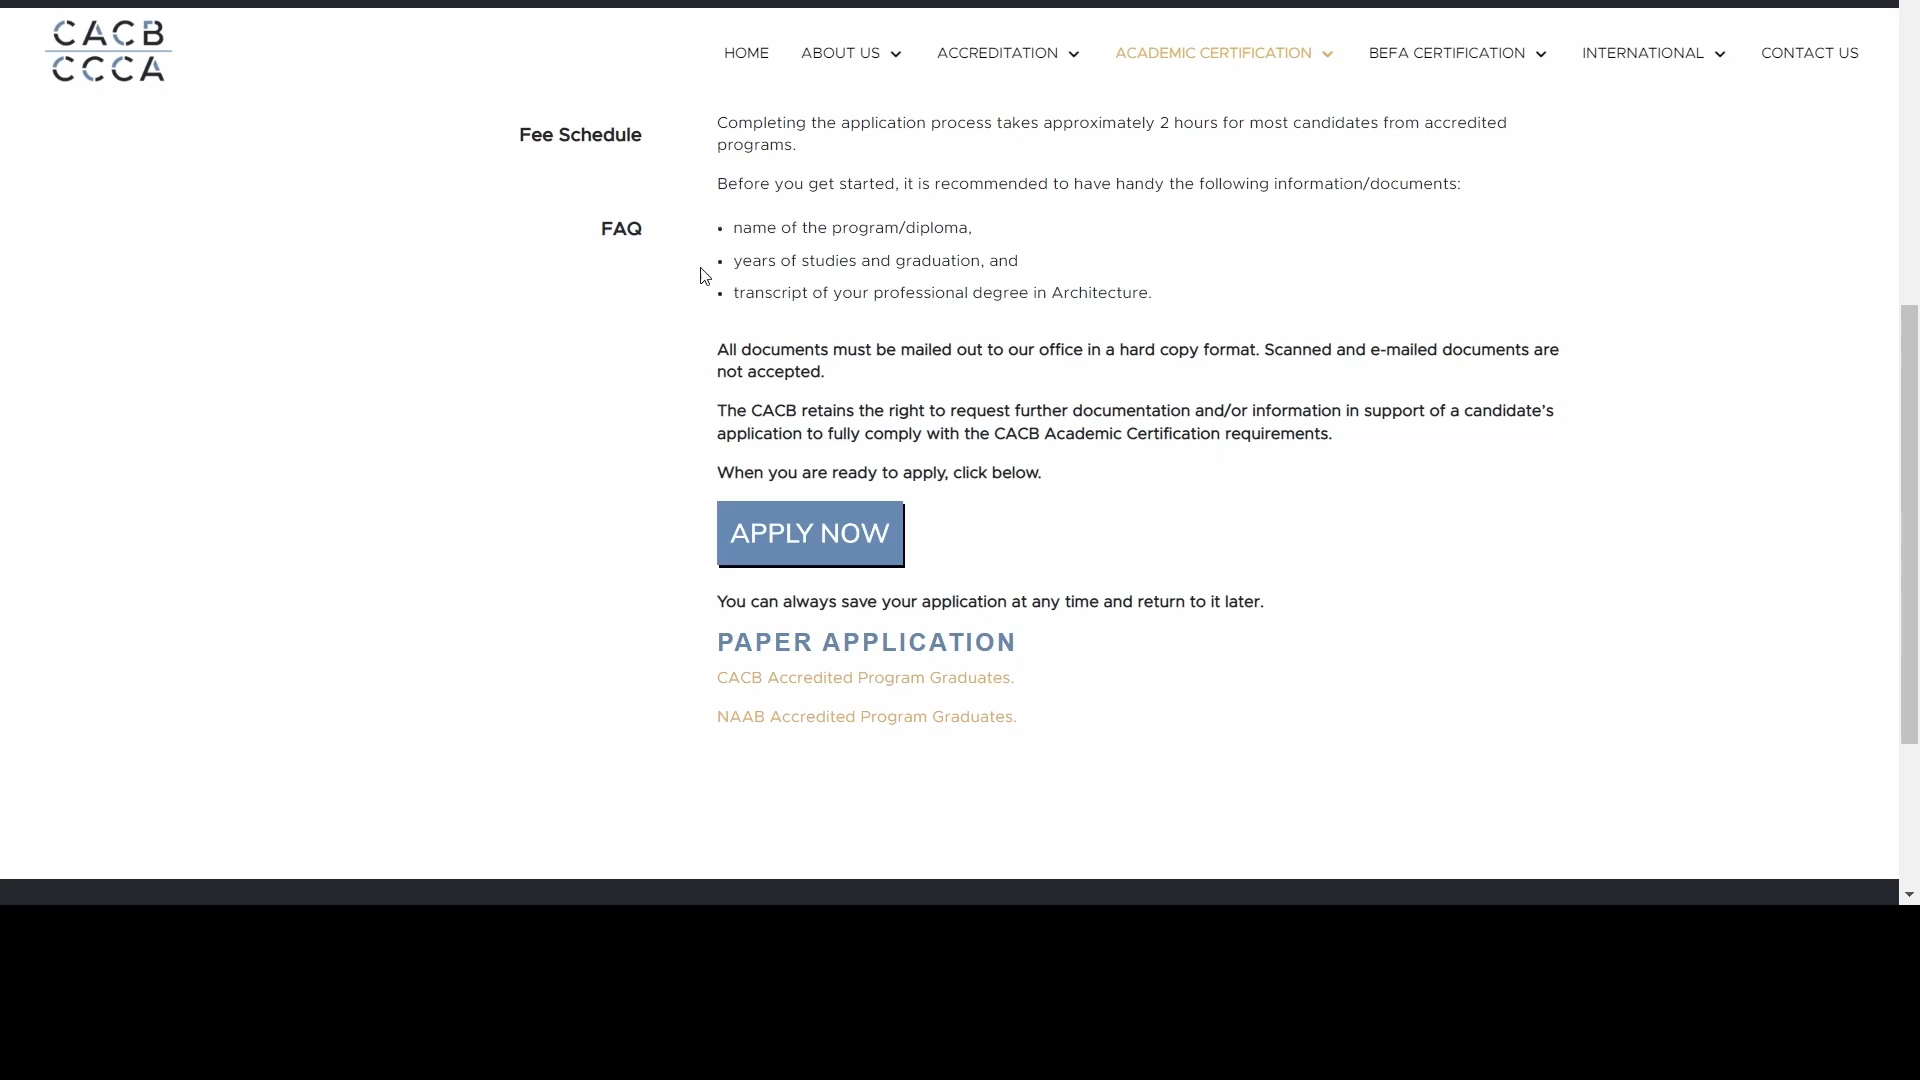 CACB
CCCA
HOME
ABOUT US
ACCREDITATION
ACADEMIC CERTIFICATION
BEFA CERTIFICATION
INTERNATIONAL
CONTACT US
Fee Schedule
FAQ
Completing the application process takes approximately 2 hours for most candidates from accredited
programs.
Before you get started, it is recommended to have handy the following information/documents:
• name of the program/diploma,
• years of studies and graduation, and
• transcript of your professional degree in Architecture.
All documents must be mailed out to our office in a hard copy format. Scanned and e-mailed documents are
not accepted.
The CACB retains the right to request further documentation and/or information in support of a candidate’s
application to fully comply with the CACB Academic Certification requirements.
When you are ready to apply, click below.
APPLY NOW
You can always save your application at any time and return to it later.
PAPER APPLICATION
CACB Accredited Program Graduates.
NAAB Accredited Program Graduates.